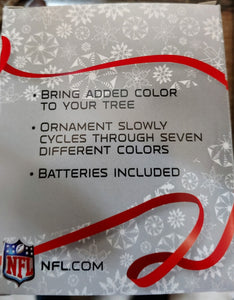 • BRING ADDED COLOR
TO YOUR TREE
• ORNAMENT SLOWLY
CYCLES THROUGH SEVEN
DIFFERENT COLORS
• BATTERIES INCLUDED
NFL NFL.COM